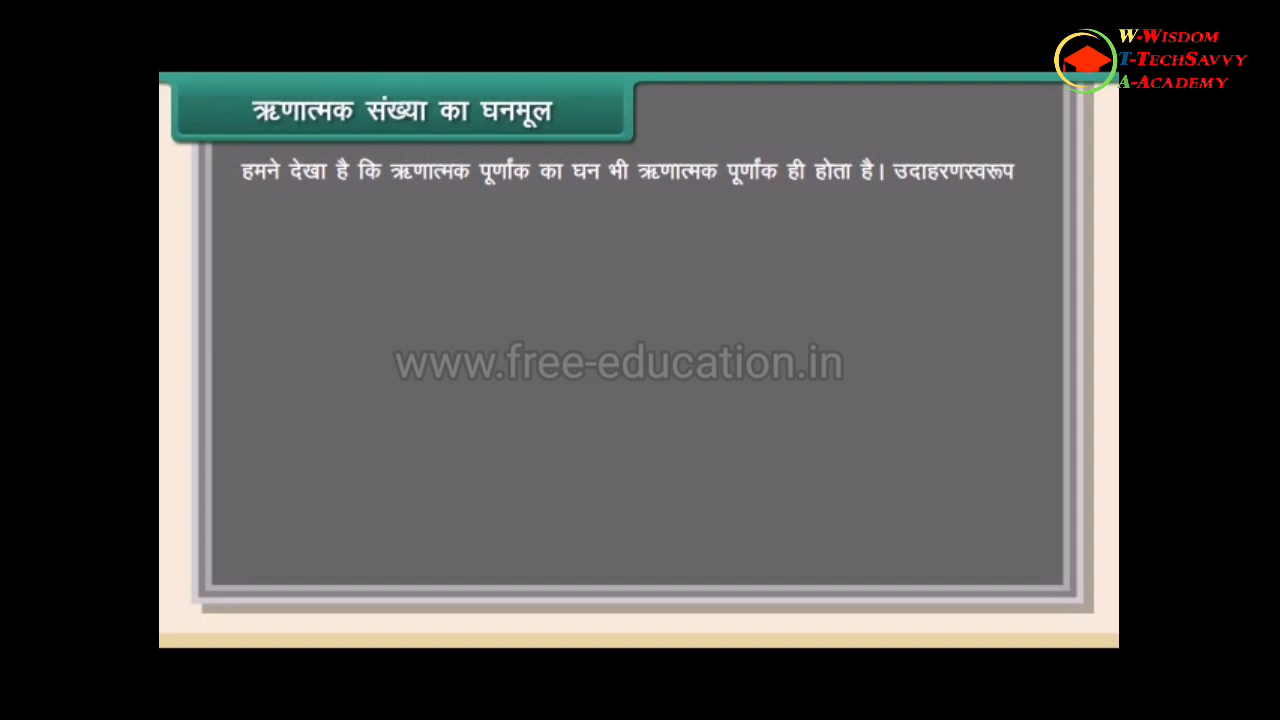 W-Wisdom
T-TechSavvy
A-Academy
ऋणात्मक संख्या का घनमूल
हमने देखा है कि ऋणात्मक पूर्णांक का घन भी ऋणात्मक पूर्णांक ही होता है। उदाहरणस्वरूप
www.free-education.in